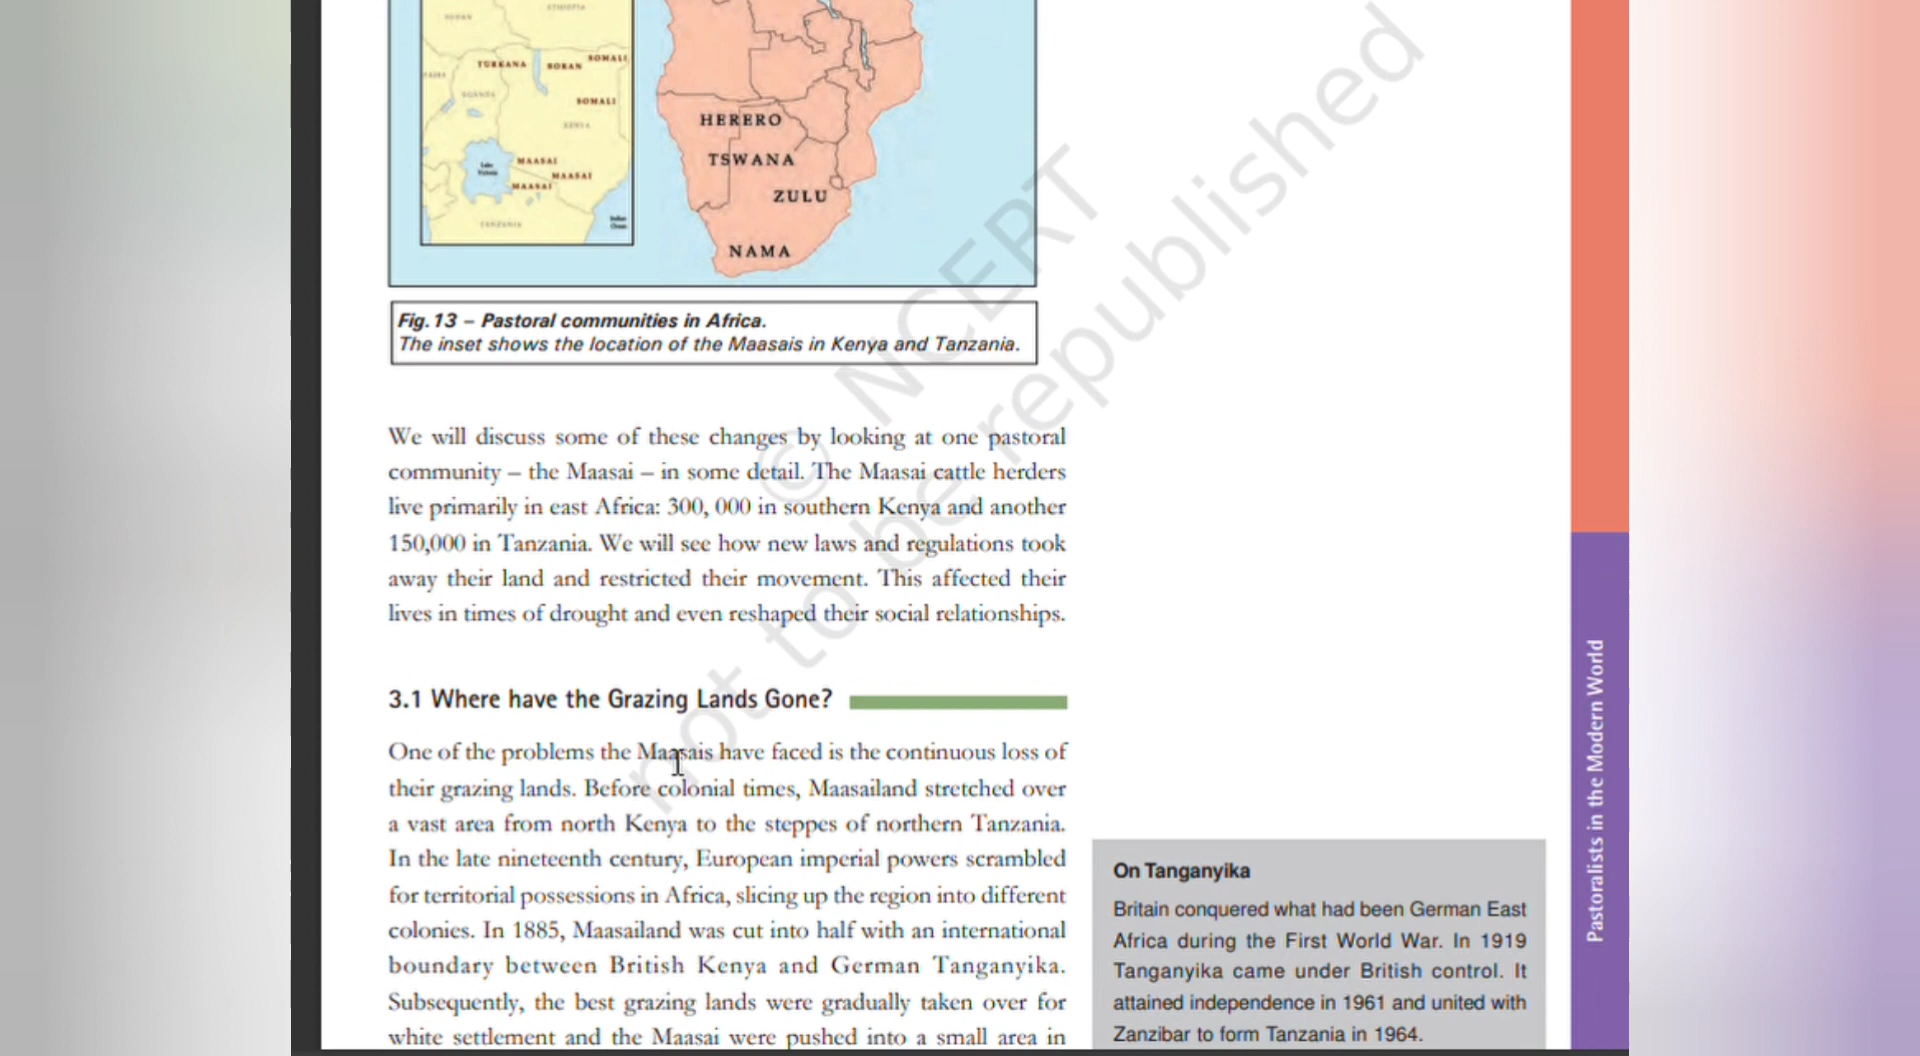 ETHIOPIA
TURKANA
BORAN
SOMALI
UGANDA
SOMALI
KENYA
Lake
Victoria
MAASAI
MAASAI
MAASAI
TANZANIA
Indian
Ocean
HERERO
TSWANA
ZULU
NAMA
Fig. 13 – Pastoral communities in Africa.
The inset shows the location of the Maasais in Kenya and Tanzania.
We will discuss some of these changes by looking at one pastoral
community – the Maasai – in some detail. The Maasai cattle herders
live primarily in east Africa: 300, 000 in southern Kenya and another
150,000 in Tanzania. We will see how new laws and regulations took
away their land and restricted their movement. This affected their
lives in times of drought and even reshaped their social relationships.
3.1 Where have the Grazing Lands Gone?
One of the problems the Maasais have faced is the continuous loss of
their grazing lands. Before colonial times, Maasailand stretched over
a vast area from north Kenya to the steppes of northern Tanzania.
In the late nineteenth century, European imperial powers scrambled
for territorial possessions in Africa, slicing up the region into different
colonies. In 1885, Maasailand was cut into half with an international
boundary between British Kenya and German Tanganyika.
Subsequently, the best grazing lands were gradually taken over for
white settlement and the Maasai were pushed into a small area in
On Tanganyika
Britain conquered what had been German East
Africa during the First World War. In 1919
Tanganyika came under British control. It
attained independence in 1961 and united with
Zanzibar to form Tanzania in 1964.
Pastoralists in the Modern World
© NCERT
not to be republished